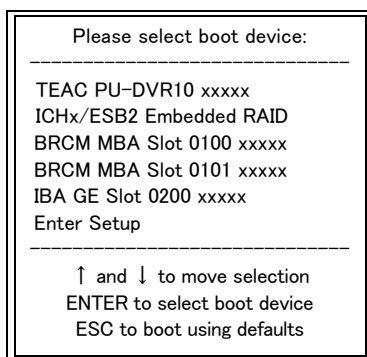 Please select boot device:
------------------------------
TEAC PU-DVR10 xxxxx
ICHx/ESB2 Embedded RAID
BRCM MBA Slot 0100 xxxxx
BRCM MBA Slot 0101 xxxxx
IBA GE Slot 0200 xxxxx
Enter Setup
------------------------------
↑ and ↓ to move selection
ENTER to select boot device
ESC to boot using defaults